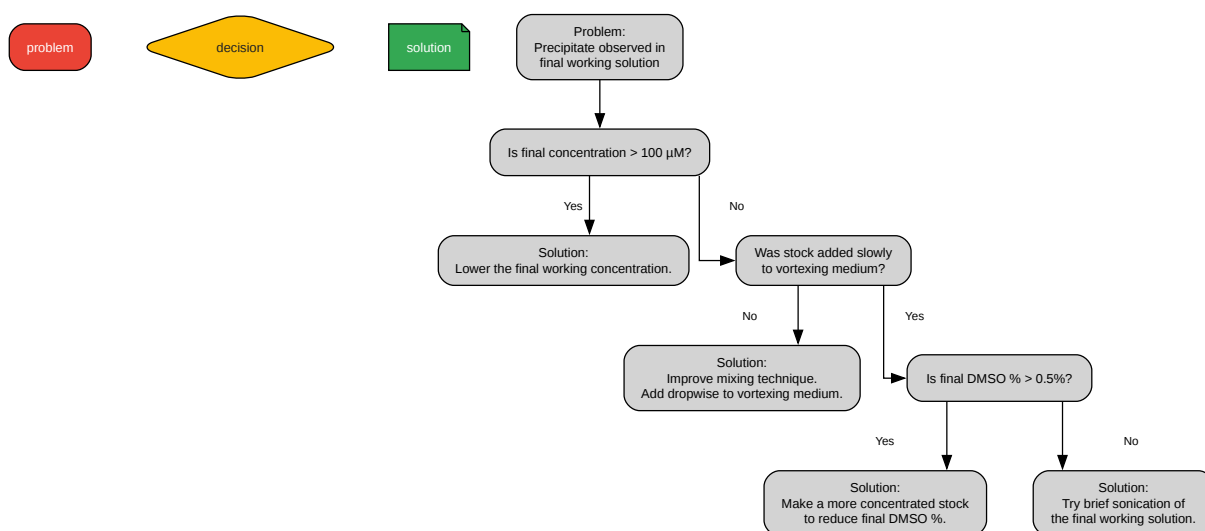 problem
decision
solution
Problem:
Precipitate observed in
final working solution
Is final concentration > 100 µM?
Yes
No
Solution:
Lower the final working concentration.
Was stock added slowly
to vortexing medium?
No
Yes
Solution:
Improve mixing technique.
Add dropwise to vortexing medium.
Is final DMSO % > 0.5%?
Yes
No
Solution:
Make a more concentrated stock
to reduce final DMSO %.
Solution:
Try brief sonication of
the final working solution.